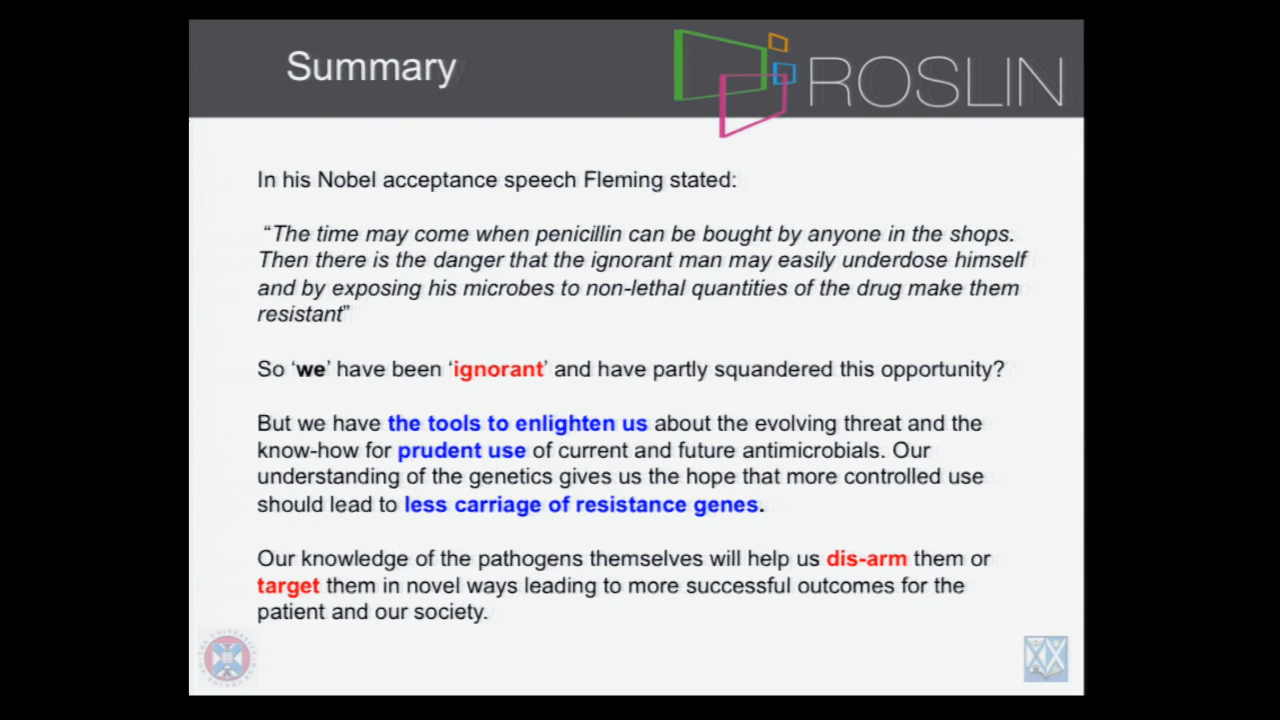 Summary
ROSLIN
In his Nobel acceptance speech Fleming stated:
“The time may come when penicillin can be bought by anyone in the shops.
Then there is the danger that the ignorant man may easily underdose himself
and by exposing his microbes to non-lethal quantities of the drug make them
resistant”
So ‘we’ have been ‘ignorant’ and have partly squandered this opportunity?
But we have the tools to enlighten us about the evolving threat and the
know-how for prudent use of current and future antimicrobials. Our
understanding of the genetics gives us the hope that more controlled use
should lead to less carriage of resistance genes.
Our knowledge of the pathogens themselves will help us dis-arm them or
target them in novel ways leading to more successful outcomes for the
patient and our society.